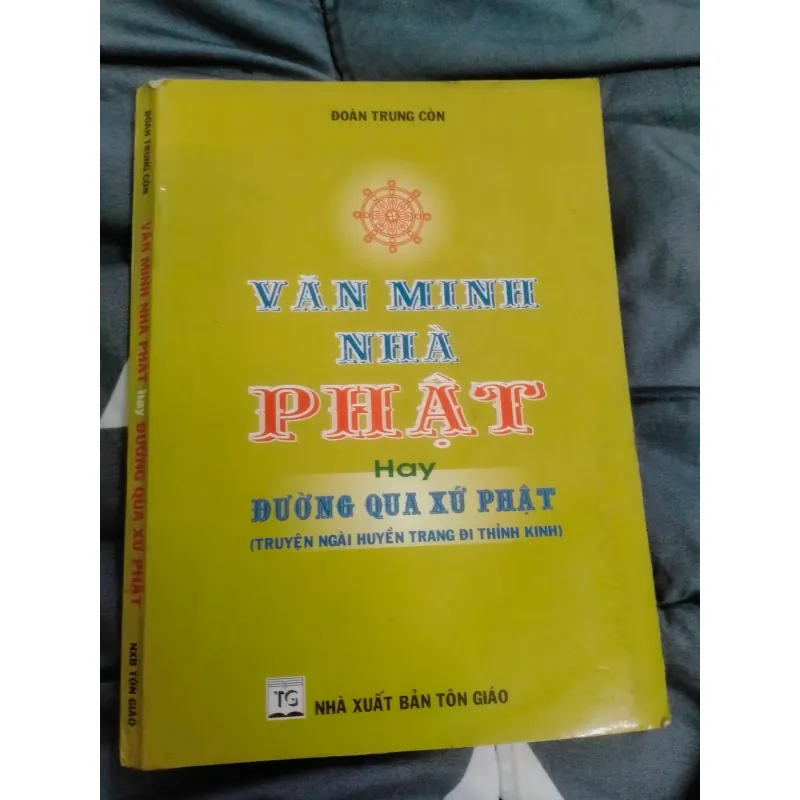 ĐOÀN TRUNG CÒN
VĂN MINH
NHÀ
PHẬT
Hay
ĐƯỜNG QUA XỨ PHẬT
(TRUYỆN NGÀI HUYỀN TRANG ĐI THỈNH KINH)
TG
NHÀ XUẤT BẢN TÔN GIÁO
ĐOÀN TRUNG CÒN VĂN MINH NHÀ PHẬT hay ĐƯỜNG QUA XỨ PHẬT NXB TÔN GIÁO